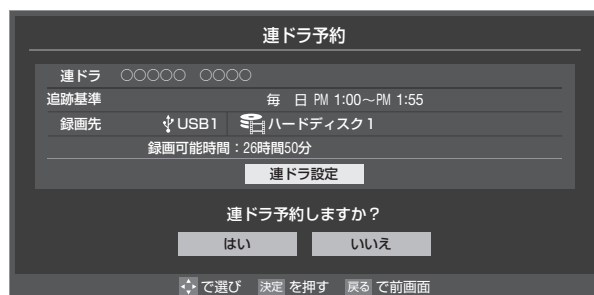 連ドラ予約
連ドラ ○○○○○ ○○○○
追跡基準 毎 日 PM 1:00～PM 1:55
録画先 USB1 ハードディスク1
録画可能時間：26時間50分
連ドラ設定
連ドラ予約しますか？
はい いいえ
で選び 決定 を押す 戻る で前画面